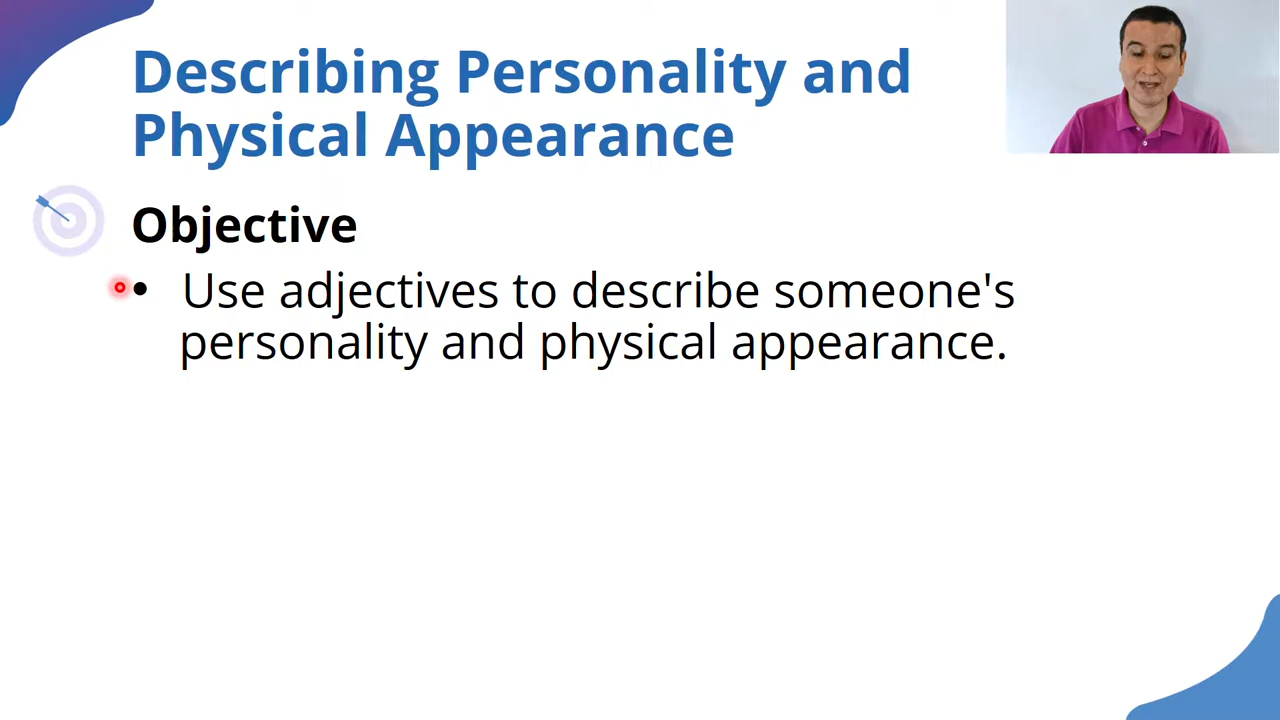 Describing Personality and
Physical Appearance
Objective
• Use adjectives to describe someone's
personality and physical appearance.